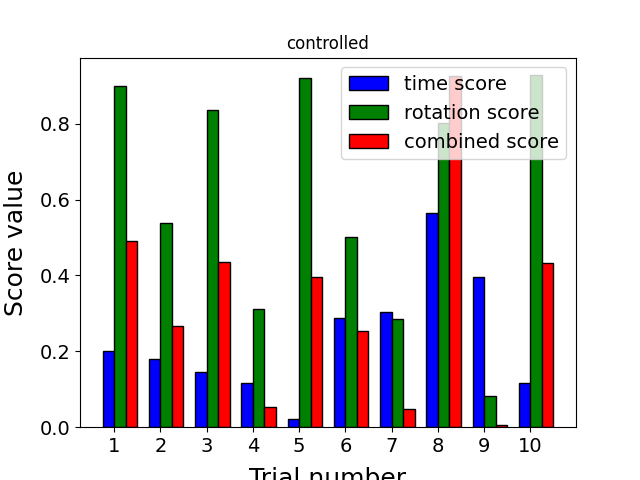 controlled
time score
rotation score
combined score
Score value
0.8
0.6
0.4
0.2
0.0
1 2 3 4 5 6 7 8 9 10
Trial number